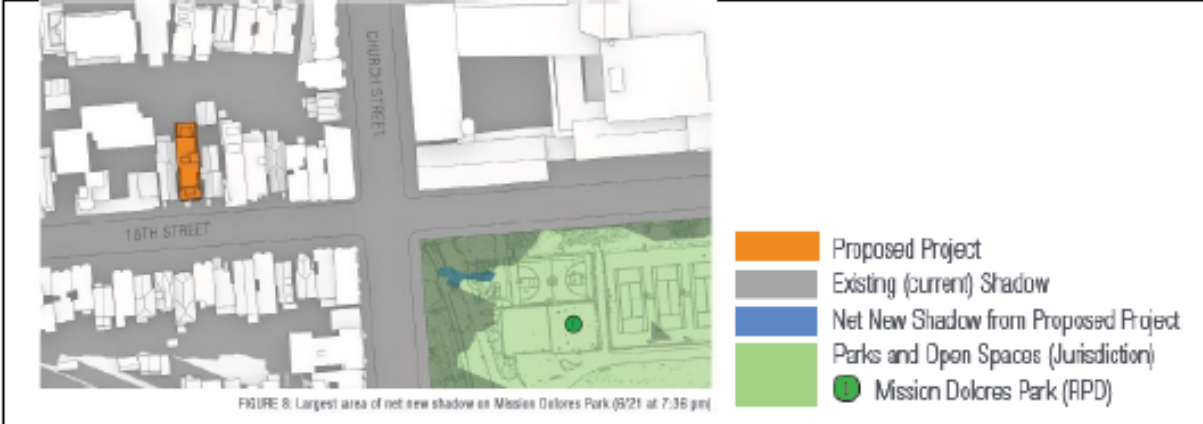 CHURCH STREET
18TH STREET
Proposed Project
Existing (current) Shadow
Net New Shadow from Proposed Project
Parks and Open Spaces (Jurisdiction)
1 Mission Dolores Park (RPD)
FIGURE 8: Largest area of net new shadow on Mission Dolores Park (6/21 at 7:36 pm)